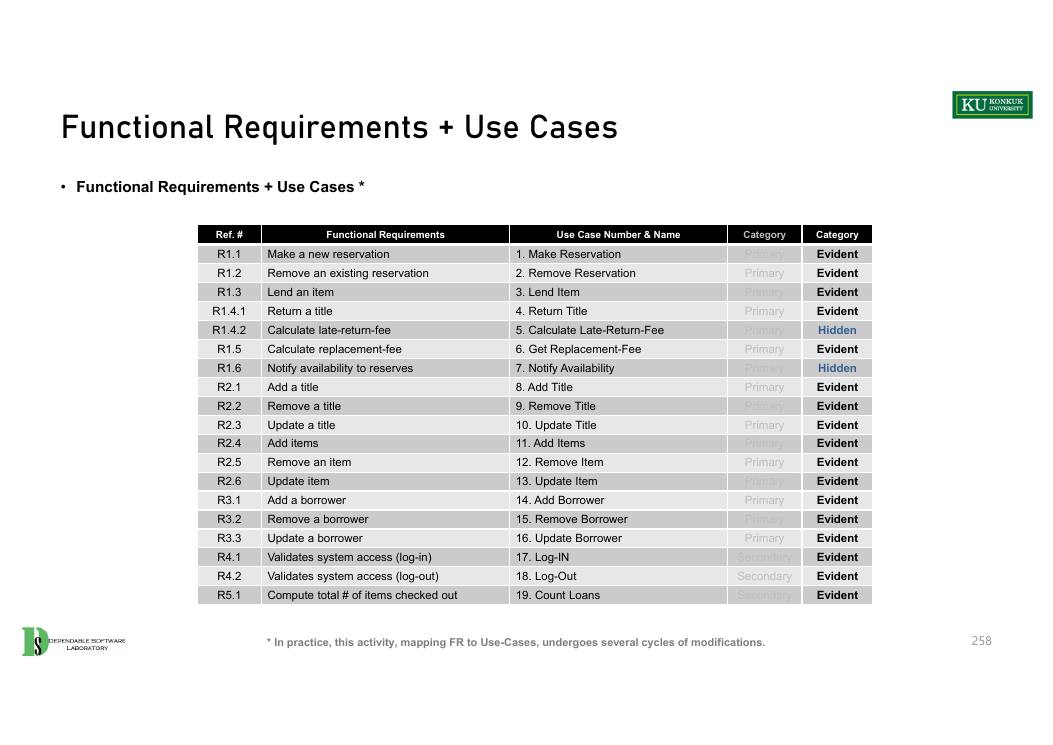 KU KONKUK UNIVERSITY
Functional Requirements + Use Cases
• Functional Requirements + Use Cases *
Ref. # Functional Requirements Use Case Number & Name Category Category
R1.1 Make a new reservation 1. Make Reservation Primary Evident
R1.2 Remove an existing reservation 2. Remove Reservation Primary Evident
R1.3 Lend an item 3. Lend Item Primary Evident
R1.4.1 Return a title 4. Return Title Primary Evident
R1.4.2 Calculate late-return-fee 5. Calculate Late-Return-Fee Primary Hidden
R1.5 Calculate replacement-fee 6. Get Replacement-Fee Primary Evident
R1.6 Notify availability to reserves 7. Notify Availability Primary Hidden
R2.1 Add a title 8. Add Title Primary Evident
R2.2 Remove a title 9. Remove Title Primary Evident
R2.3 Update a title 10. Update Title Primary Evident
R2.4 Add items 11. Add Items Primary Evident
R2.5 Remove an item 12. Remove Item Primary Evident
R2.6 Update item 13. Update Item Primary Evident
R3.1 Add a borrower 14. Add Borrower Primary Evident
R3.2 Remove a borrower 15. Remove Borrower Primary Evident
R3.3 Update a borrower 16. Update Borrower Primary Evident
R4.1 Validates system access (log-in) 17. Log-IN Secondary Evident
R4.2 Validates system access (log-out) 18. Log-Out Secondary Evident
R5.1 Compute total # of items checked out 19. Count Loans Secondary Evident
DS DEPENDABLE SOFTWARE
LABORATORY
* In practice, this activity, mapping FR to Use-Cases, undergoes several cycles of modifications.
258